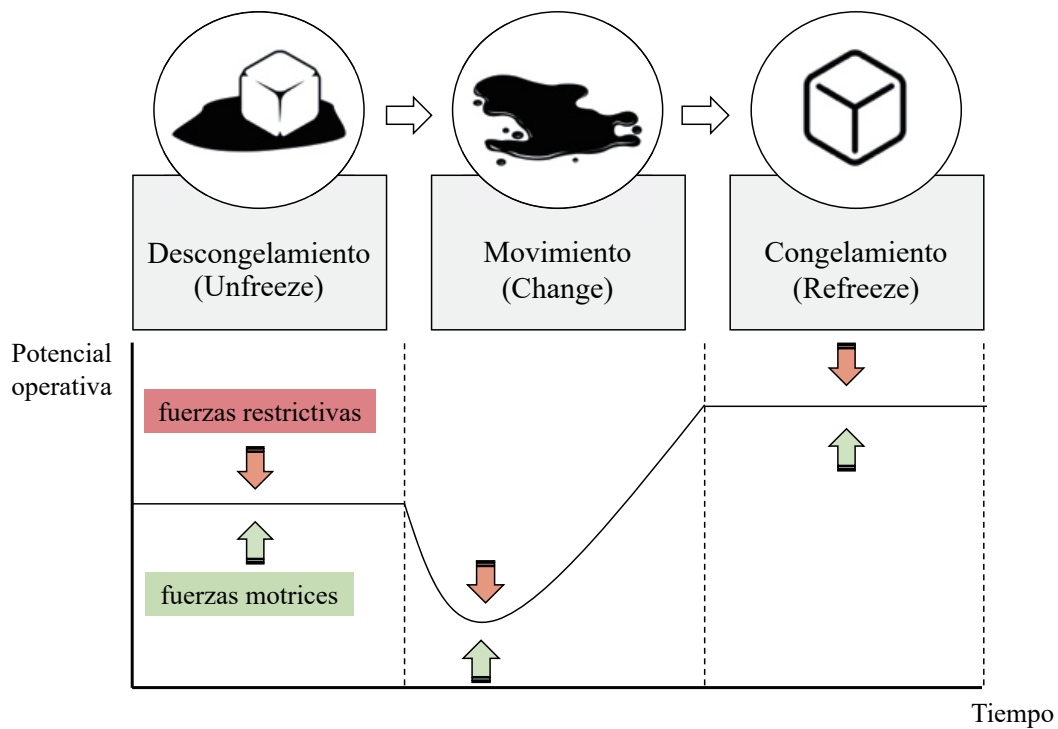 Descongelamiento
(Unfreeze)
Movimiento
(Change)
Congelamiento
(Refreeze)
Potencial
operativa
fuerzas restrictivas
fuerzas motrices
Tiempo